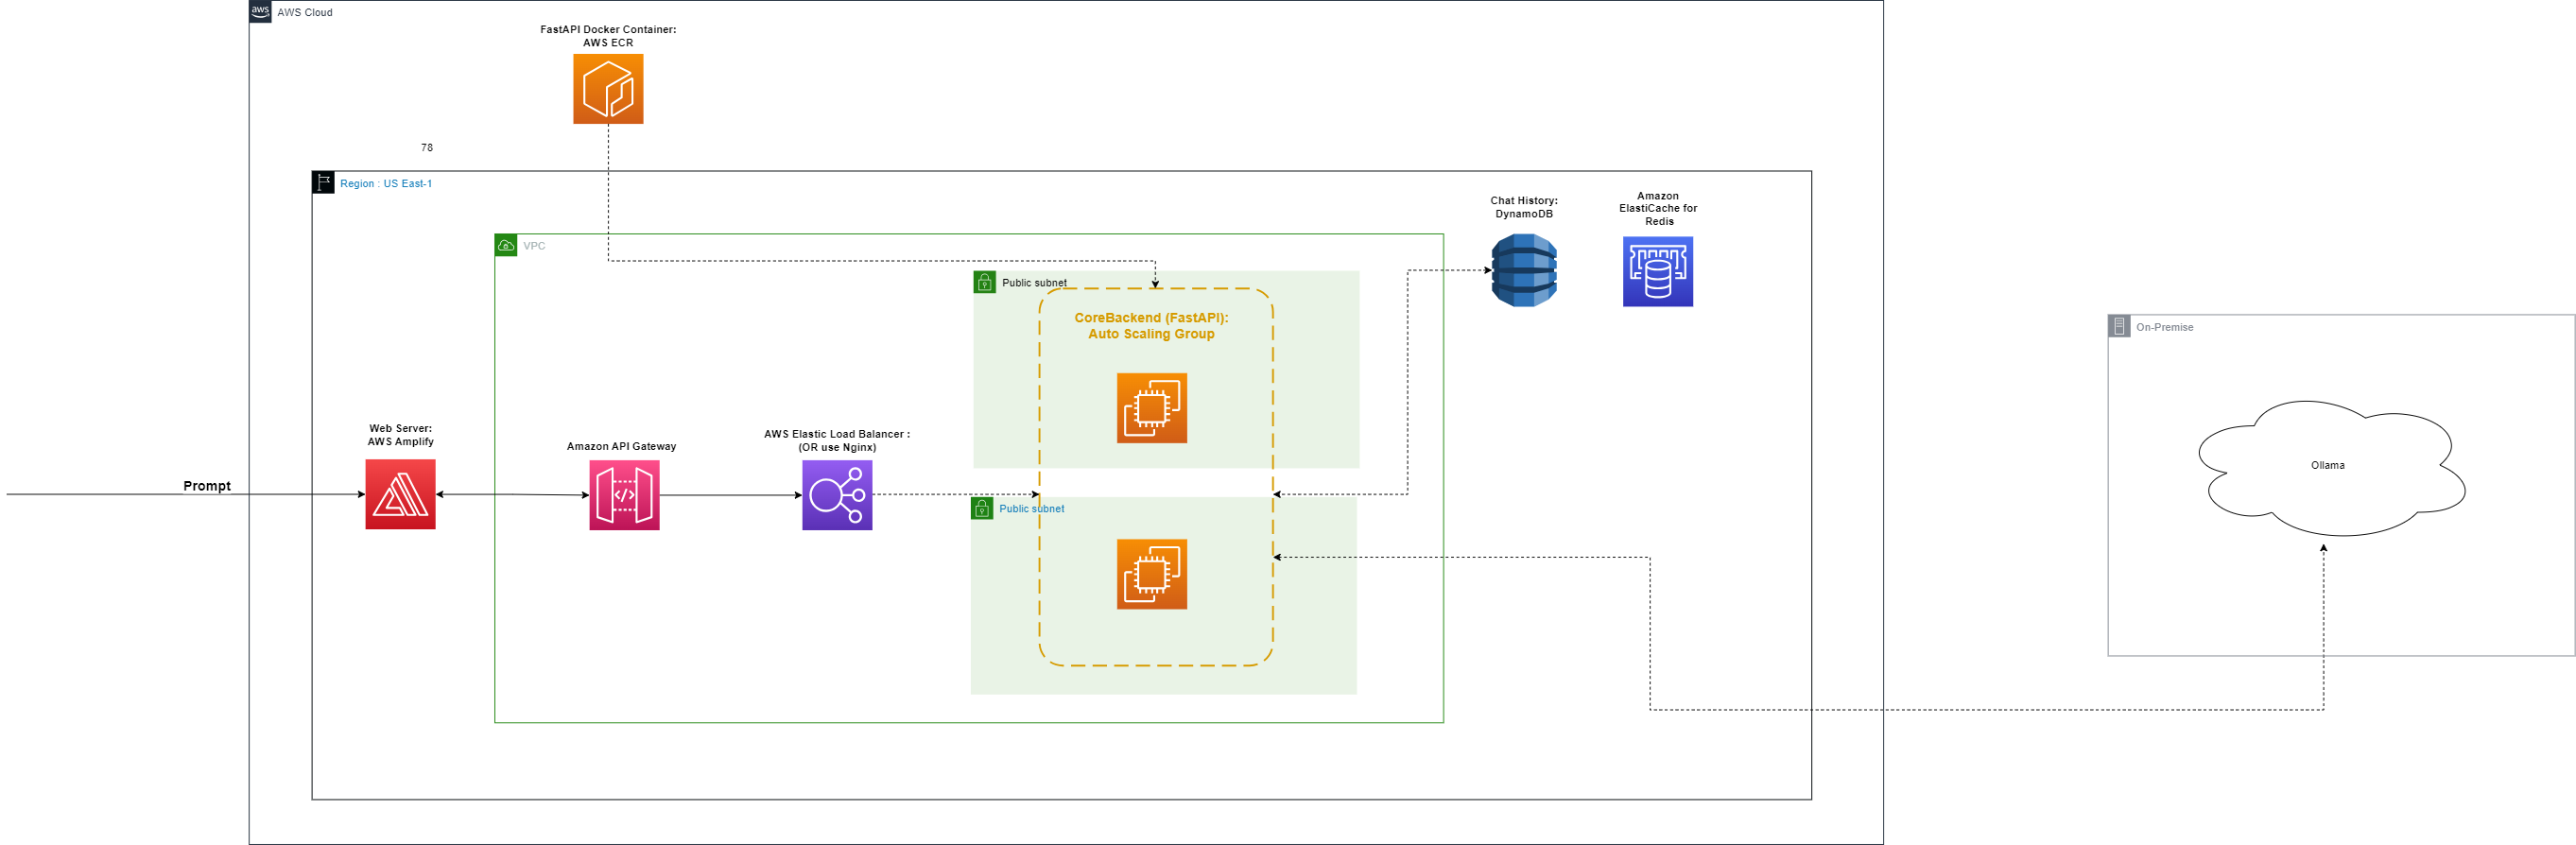 aws
AWS Cloud
FastAPI Docker Container:
AWS ECR
78
Region : US East-1
Chat History:
DynamoDB
Amazon
ElastiCache for
Redis
VPC
Public subnet
CoreBackend (FastAPI):
Auto Scaling Group
On-Premise
Web Server:
AWS Amplify
Amazon API Gateway
AWS Elastic Load Balancer :
(OR use Nginx)
Ollama
Prompt
</>
Public subnet